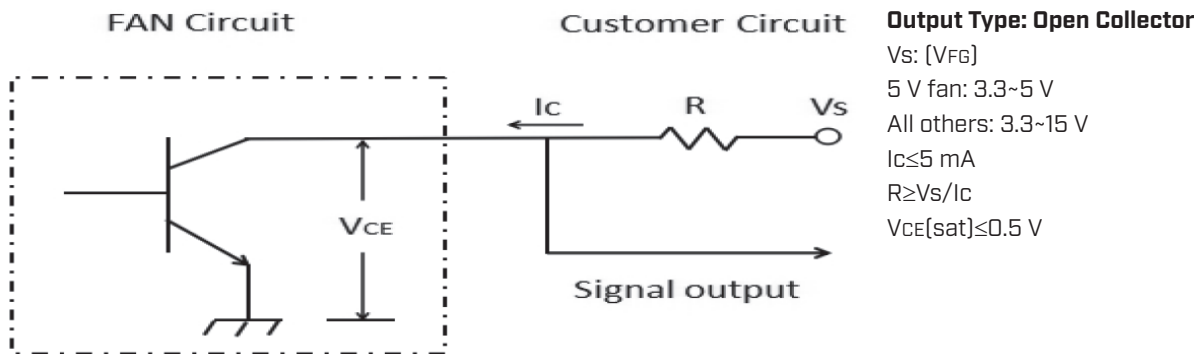 FAN Circuit
Customer Circuit
Ic
R
Vs
VCE
Signal output
Output Type: Open Collector
Vs: (VFG)
5 V fan: 3.3~5 V
All others: 3.3~15 V
Ic≤5 mA
R≥Vs/Ic
VCE(sat)≤0.5 V